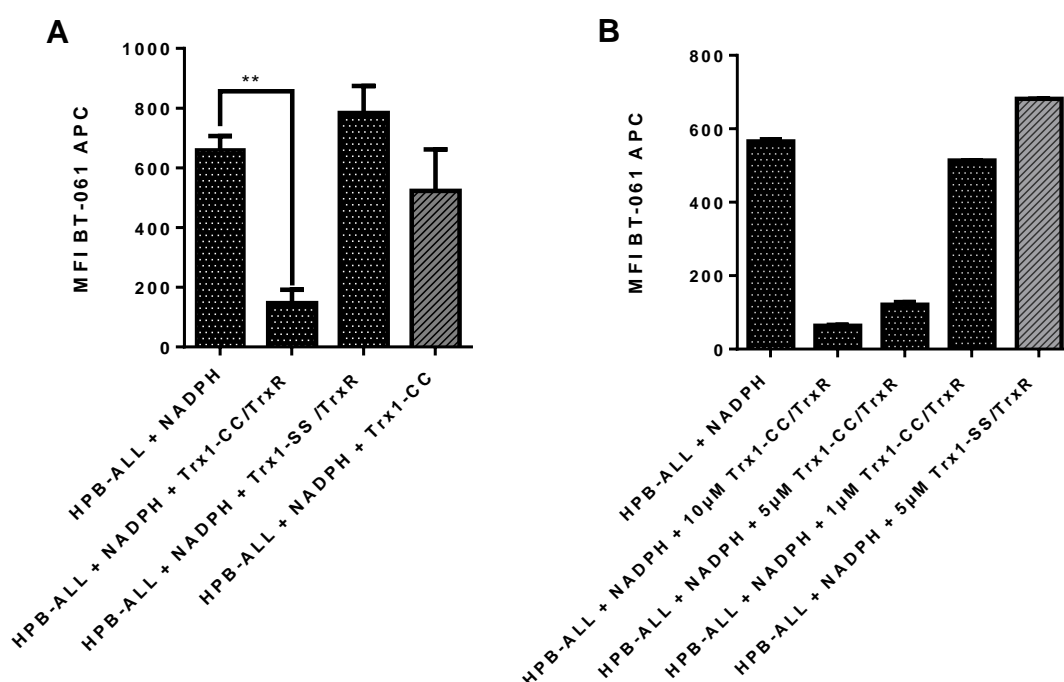 A
MFI BT-061 APC
1000
800
600
400
200
0
**
HPB-ALL + NADPH
HPB-ALL + NADPH + Trx1-CC/TrxR
HPB-ALL + NADPH + Trx1-SS /TrxR
HPB-ALL + NADPH + Trx1-CC
B
MFI BT-061 APC
800
600
400
200
0
HPB-ALL + NADPH
HPB-ALL + NADPH + 10µM Trx1-CC/TrxR
HPB-ALL + NADPH + 5µM Trx1-CC/TrxR
HPB-ALL + NADPH + 1µM Trx1-CC/TrxR
HPB-ALL + NADPH + 5µM Trx1-SS/TrxR